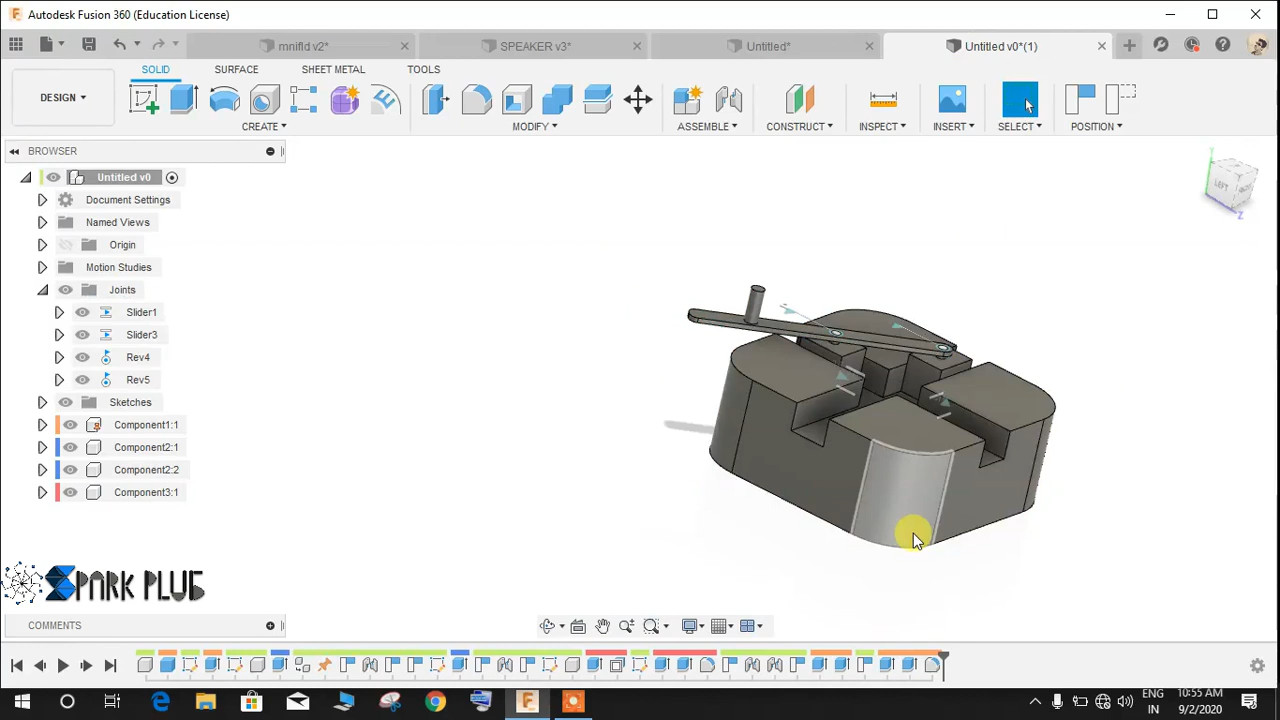 Autodesk Fusion 360 (Education License)
mnifld v2*
SPEAKER v3*
Untitled*
Untitled v0*(1)
SOLID
SURFACE
SHEET METAL
TOOLS
DESIGN
CREATE
MODIFY
ASSEMBLE
CONSTRUCT
INSPECT
INSERT
SELECT
POSITION
BROWSER
Untitled v0
Document Settings
Named Views
Origin
Motion Studies
Joints
Slider1
Slider3
Rev4
Rev5
Sketches
Component1:1
Component2:1
Component2:2
Component3:1
LEFT
Y
Z
SPARK PLUG
COMMENTS
ENG
IN
10:55 AM
9/2/2020